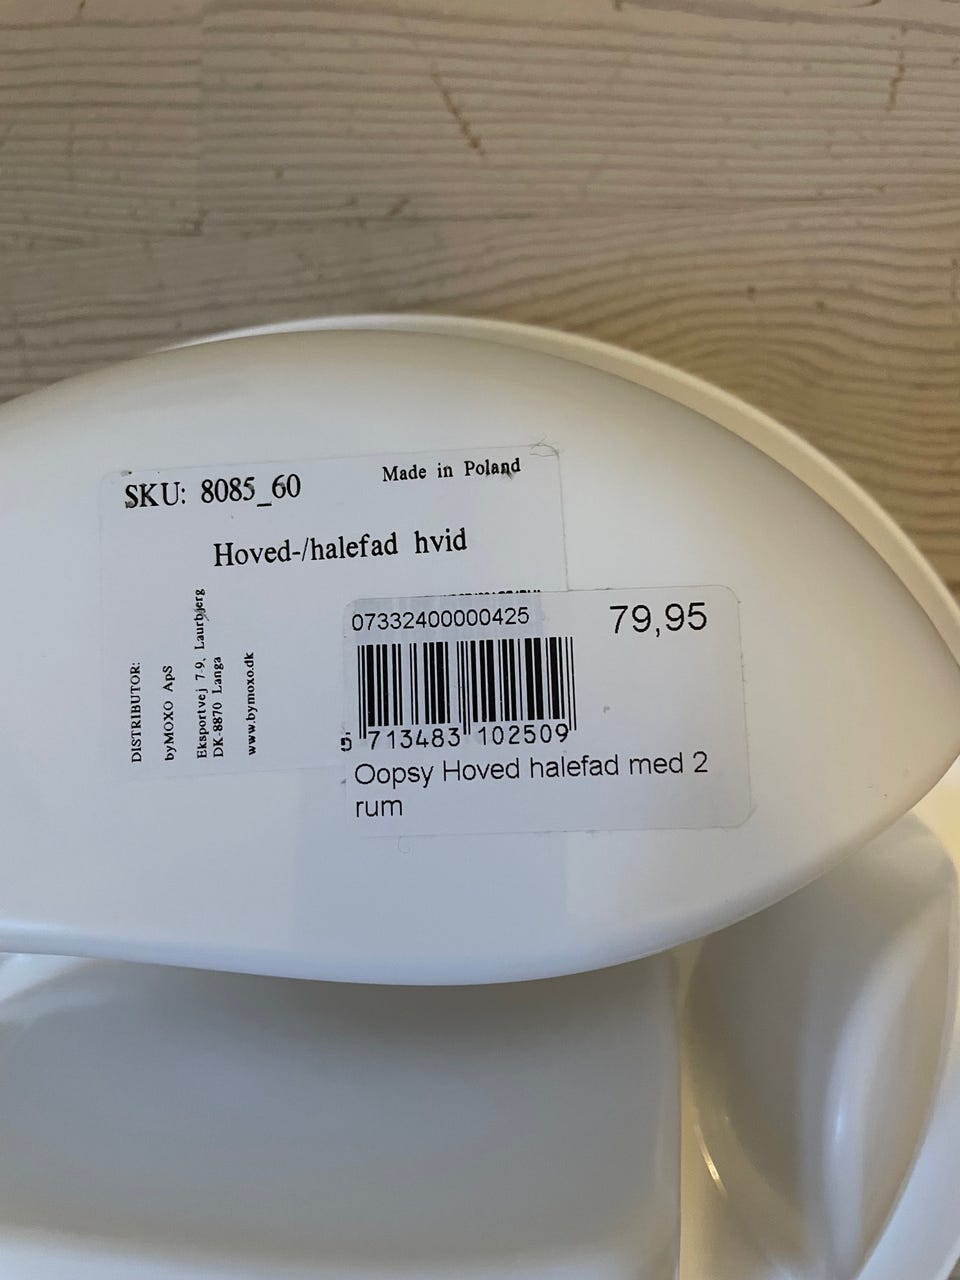 SKU: 8085_60
Made in Poland
Hoved-/halefad hvid
DISTRIBUTOR:
byMOXO ApS
Eksportvej 7-9, Laurbjerg
DK-8870 Langa
www.bymoxo.dk
07332400000425
79,95
5 713483 102509
Oopsy Hoved halefad med 2
rum